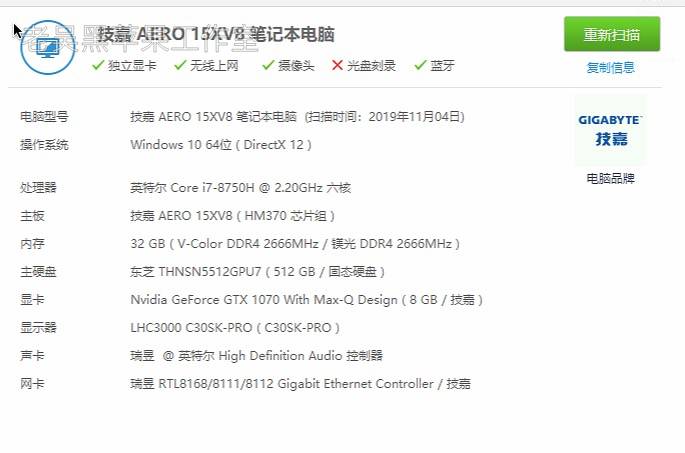 老吴黑苹果工作室
技嘉 AERO 15XV8 笔记本电脑
重新扫描
独立显卡 无线上网 摄像头 光盘刻录 蓝牙
复制信息
电脑型号 技嘉 AERO 15XV8 笔记本电脑 (扫描时间：2019年11月04日)
操作系统 Windows 10 64位 ( DirectX 12 )
GIGABYTE™
技嘉
电脑品牌
处理器 英特尔 Core i7-8750H @ 2.20GHz 六核
主板 技嘉 AERO 15XV8 ( HM370 芯片组 )
内存 32 GB ( V-Color DDR4 2666MHz / 镁光 DDR4 2666MHz )
主硬盘 东芝 THNSN5512GPU7 ( 512 GB / 固态硬盘 )
显卡 Nvidia GeForce GTX 1070 With Max-Q Design ( 8 GB / 技嘉 )
显示器 LHC3000 C30SK-PRO ( C30SK-PRO )
声卡 瑞昱 @ 英特尔 High Definition Audio 控制器
网卡 瑞昱 RTL8168/8111/8112 Gigabit Ethernet Controller / 技嘉